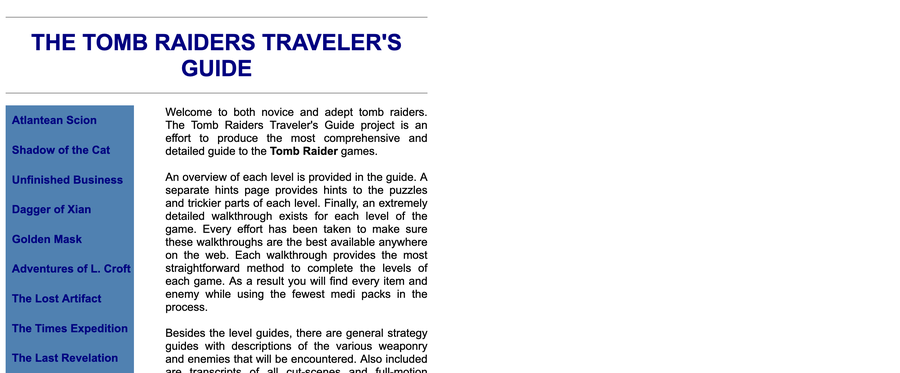 THE TOMB RAIDERS TRAVELER'S
GUIDE
Atlantean Scion
Shadow of the Cat
Unfinished Business
Dagger of Xian
Golden Mask
Adventures of L. Croft
The Lost Artifact
The Times Expedition
The Last Revelation
Welcome to both novice and adept tomb raiders.
The Tomb Raiders Traveler's Guide project is an
effort to produce the most comprehensive and
detailed guide to the Tomb Raider games.
An overview of each level is provided in the guide. A
separate hints page provides hints to the puzzles
and trickier parts of each level. Finally, an extremely
detailed walkthrough exists for each level of the
game. Every effort has been taken to make sure
these walkthroughs are the best available anywhere
on the web. Each walkthrough provides the most
straightforward method to complete the levels of
each game. As a result you will find every item and
enemy while using the fewest medi packs in the
process.
Besides the level guides, there are general strategy
guides with descriptions of the various weaponry
and enemies that will be encountered. Also included
are transcripts of all cut-scenes and full-motion